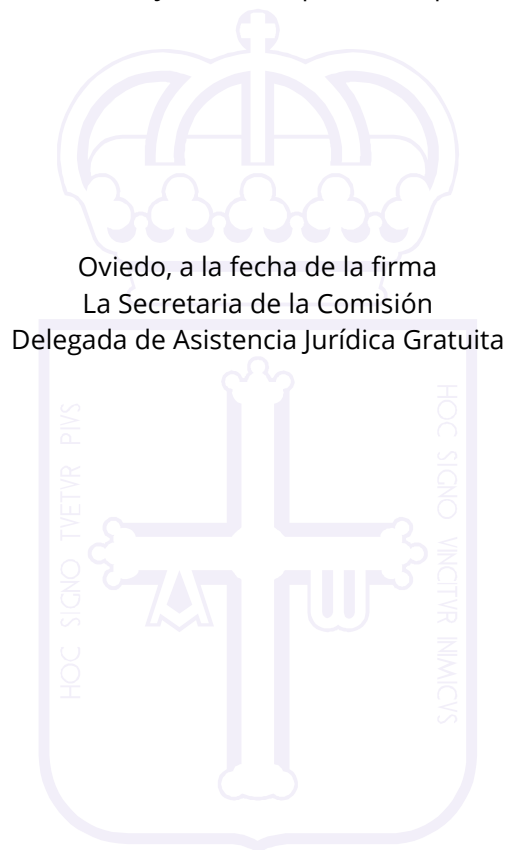 Oviedo, a la fecha de la firma
La Secretaria de la Comisión
Delegada de Asistencia Jurídica Gratuita
HOC SIGNO TVETVR PIVS
HOC SIGNO VINCITVR INIMICVS